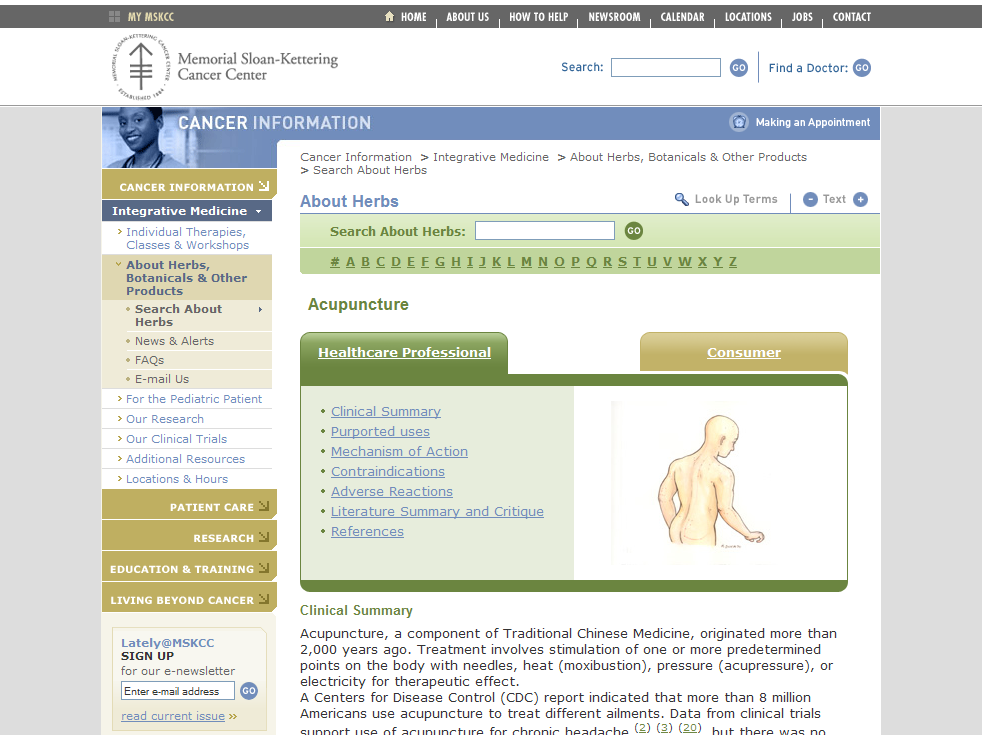 MY MSKCC
HOME ABOUT US HOW TO HELP NEWSROOM CALENDAR LOCATIONS JOBS CONTACT
MEMORIAL SLOAN-KETTERING CANCER CENTER
ESTABLISHED 1884
Memorial Sloan-Kettering
Cancer Center
Search: GO Find a Doctor: GO
CANCER INFORMATION
Making an Appointment
Cancer Information > Integrative Medicine > About Herbs, Botanicals & Other Products
> Search About Herbs
CANCER INFORMATION
Integrative Medicine
Individual Therapies,
Classes & Workshops
About Herbs,
Botanicals & Other
Products
Search About
Herbs
News & Alerts
FAQs
E-mail Us
For the Pediatric Patient
Our Research
Our Clinical Trials
Additional Resources
Locations & Hours
PATIENT CARE
RESEARCH
EDUCATION & TRAINING
LIVING BEYOND CANCER
Lately@MSKCC
SIGN UP
for our e-newsletter
Enter e-mail address GO
read current issue »
About Herbs
Look Up Terms - Text +
Search About Herbs: GO
# A B C D E F G H I J K L M N O P Q R S T U V W X Y Z
Acupuncture
Healthcare Professional
Consumer
• Clinical Summary
• Purported uses
• Mechanism of Action
• Contraindications
• Adverse Reactions
• Literature Summary and Critique
• References
Clinical Summary
Acupuncture, a component of Traditional Chinese Medicine, originated more than
2,000 years ago. Treatment involves stimulation of one or more predetermined
points on the body with needles, heat (moxibustion), pressure (acupressure), or
electricity for therapeutic effect.
A Centers for Disease Control (CDC) report indicated that more than 8 million
Americans use acupuncture to treat different ailments. Data from clinical trials
support use of acupuncture for chronic headache (2) (3) (20), but there was no